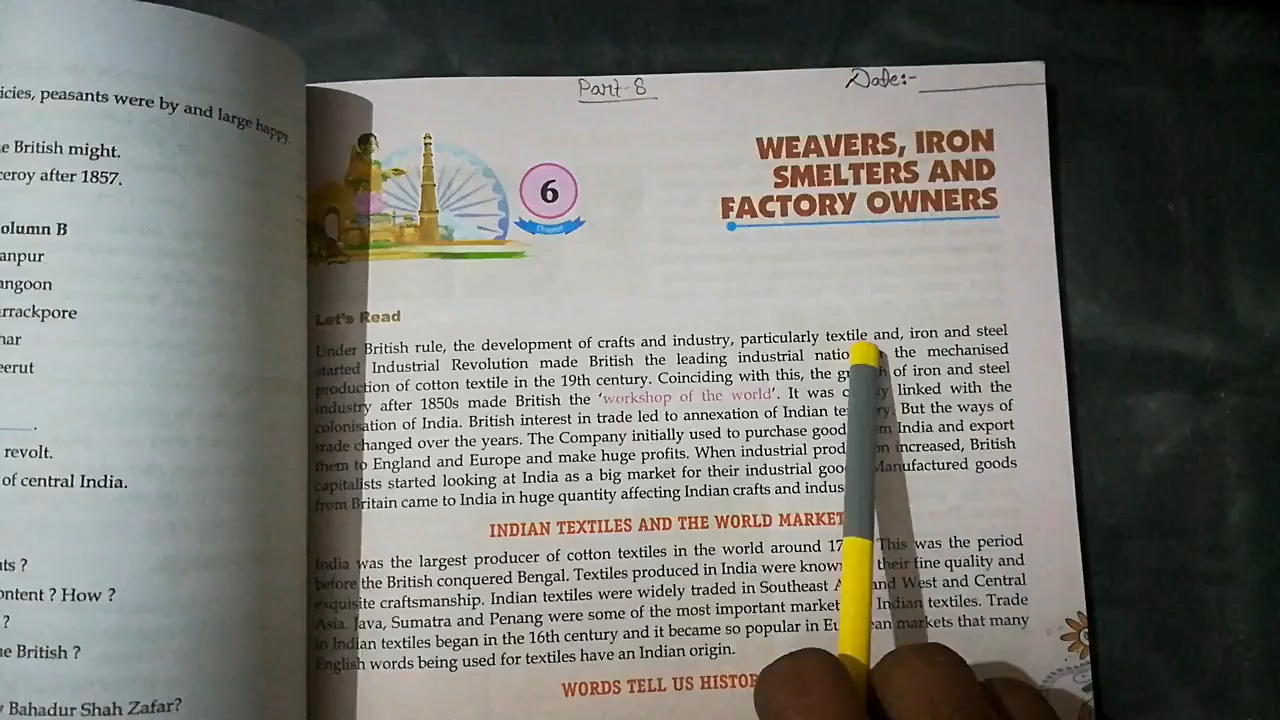 icies, peasants were by and large happy.
e British might.
ceroy after 1857.
olumn B
anpur
angoon
rrackpore
har
eerut
revolt.
of central India.
ts ?
ontent ? How ?
?
e British ?
Bahadur Shah Zafar?
Part-8
Date:-
6
Chapter
WEAVERS, IRON
SMELTERS AND
FACTORY OWNERS
Let's Read
Under British rule, the development of crafts and industry, particularly textile and, iron and steel
started Industrial Revolution made British the leading industrial natio the mechanised
production of cotton textile in the 19th century. Coinciding with this, the g h of iron and steel
industry after 1850s made British the 'workshop of the world'. It was c y linked with the
colonisation of India. British interest in trade led to annexation of Indian te ry. But the ways of
trade changed over the years. The Company initially used to purchase good m India and export
them to England and Europe and make huge profits. When industrial prod on increased, British
capitalists started looking at India as a big market for their industrial goo Manufactured goods
from Britain came to India in huge quantity affecting Indian crafts and indus
INDIAN TEXTILES AND THE WORLD MARKET
India was the largest producer of cotton textiles in the world around 17 This was the period
before the British conquered Bengal. Textiles produced in India were know their fine quality and
exquisite craftsmanship. Indian textiles were widely traded in Southeast A and West and Central
Asia. Java, Sumatra and Penang were some of the most important market Indian textiles. Trade
in Indian textiles began in the 16th century and it became so popular in Eu ean markets that many
English words being used for textiles have an Indian origin.
WORDS TELL US HISTOR